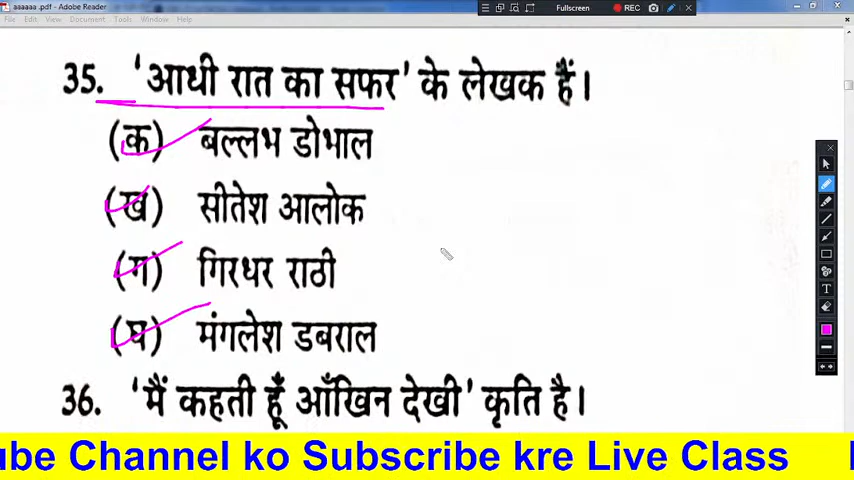 aaaaaa .pdf - Adobe Reader
File Edit View Document Tools Window Help
Fullscreen REC
35. 'आधी रात का सफर' के लेखक हैं।
(क) बल्लभ डोभाल
(ख) सीतेश आलोक
(ग) गिरधर राठी
(घ) मंगलेश डबराल
36. 'मैं कहती हूँ आँखिन देखी' कृति है।
ube Channel ko Subscribe kre Live Class